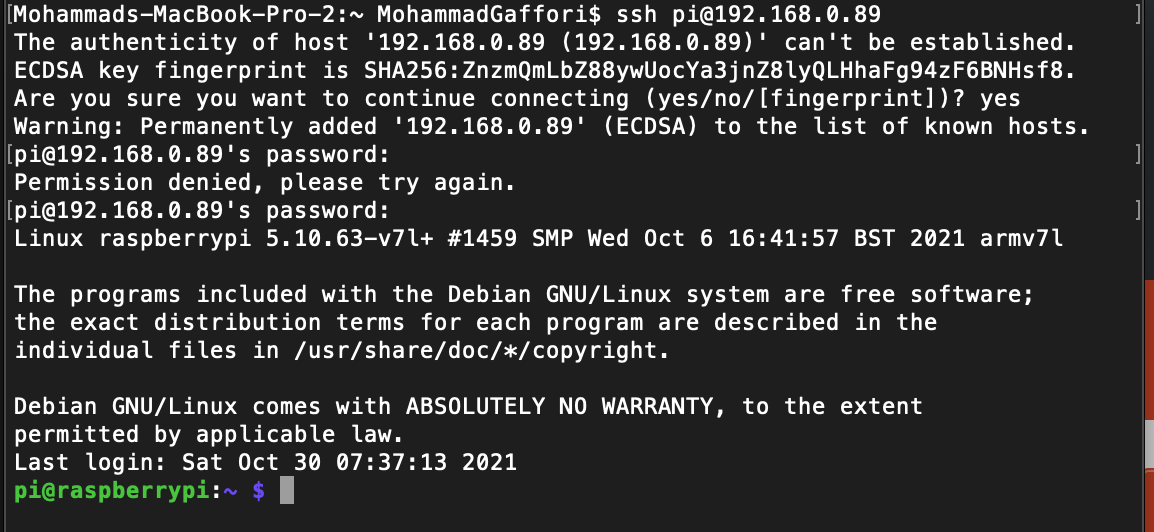 [Mohammads-MacBook-Pro-2:~ MohammadGaffori$ ssh pi@192.168.0.89 ]
The authenticity of host '192.168.0.89 (192.168.0.89)' can't be established.
ECDSA key fingerprint is SHA256:ZnzmQmLbZ88ywUocYa3jnZ8lyQLHhaFg94zF6BNHsf8.
Are you sure you want to continue connecting (yes/no/[fingerprint])? yes
Warning: Permanently added '192.168.0.89' (ECDSA) to the list of known hosts.
[pi@192.168.0.89's password: ]
Permission denied, please try again.
[pi@192.168.0.89's password: ]
Linux raspberrypi 5.10.63-v7l+ #1459 SMP Wed Oct 6 16:41:57 BST 2021 armv7l
The programs included with the Debian GNU/Linux system are free software;
the exact distribution terms for each program are described in the
individual files in /usr/share/doc/*/copyright.
Debian GNU/Linux comes with ABSOLUTELY NO WARRANTY, to the extent
permitted by applicable law.
Last login: Sat Oct 30 07:37:13 2021
pi@raspberrypi:~ $